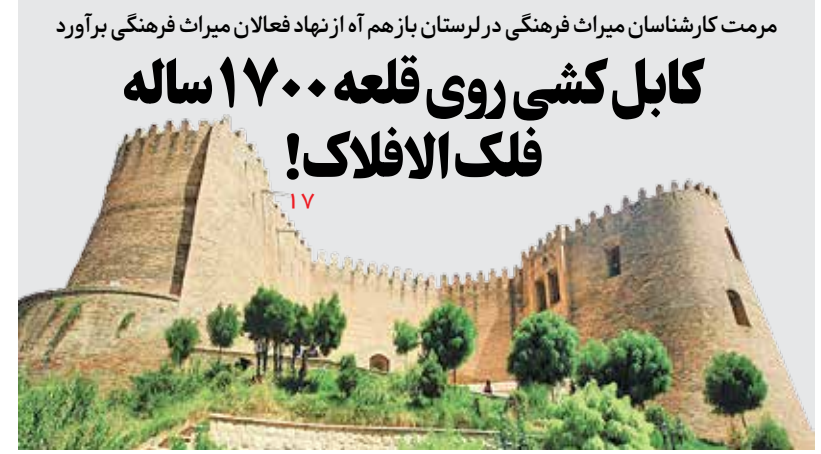 مرمت کارشناسان میراث فرهنگی در لرستان باز هم آه از نهاد فعالان میراث فرهنگی برآورد
کابل کشی روی قلعه ۱۷۰۰ ساله
فلک الافلاک!
۱۷